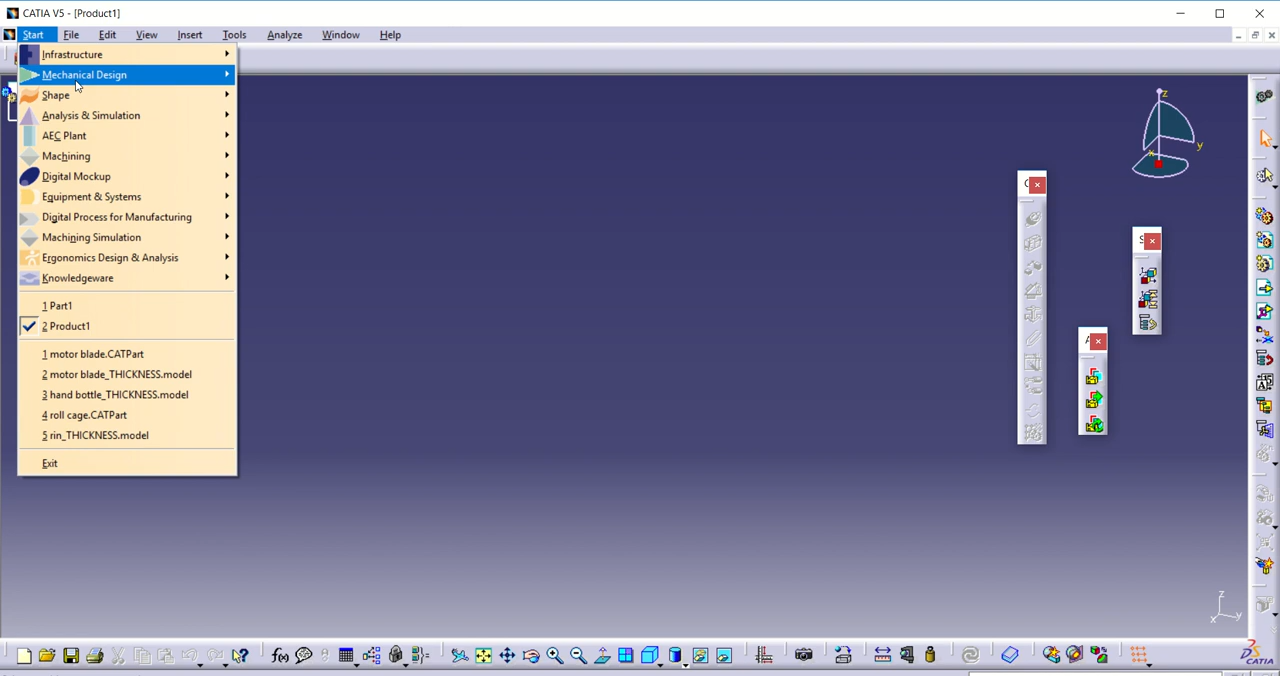 CATIA V5 - [Product1]
Start File Edit View Insert Tools Analyze Window Help
Infrastructure
Mechanical Design
Shape
Analysis & Simulation
AEC Plant
Machining
Digital Mockup
Equipment & Systems
Digital Process for Manufacturing
Machining Simulation
Ergonomics Design & Analysis
Knowledgeware
1 Part1
2 Product1
1 motor blade.CATPart
2 motor blade_THICKNESS.model
3 hand bottle_THICKNESS.model
4 roll cage.CATPart
5 rin_THICKNESS.model
Exit
z
y
x
z
y
x
f(x)
CATIA